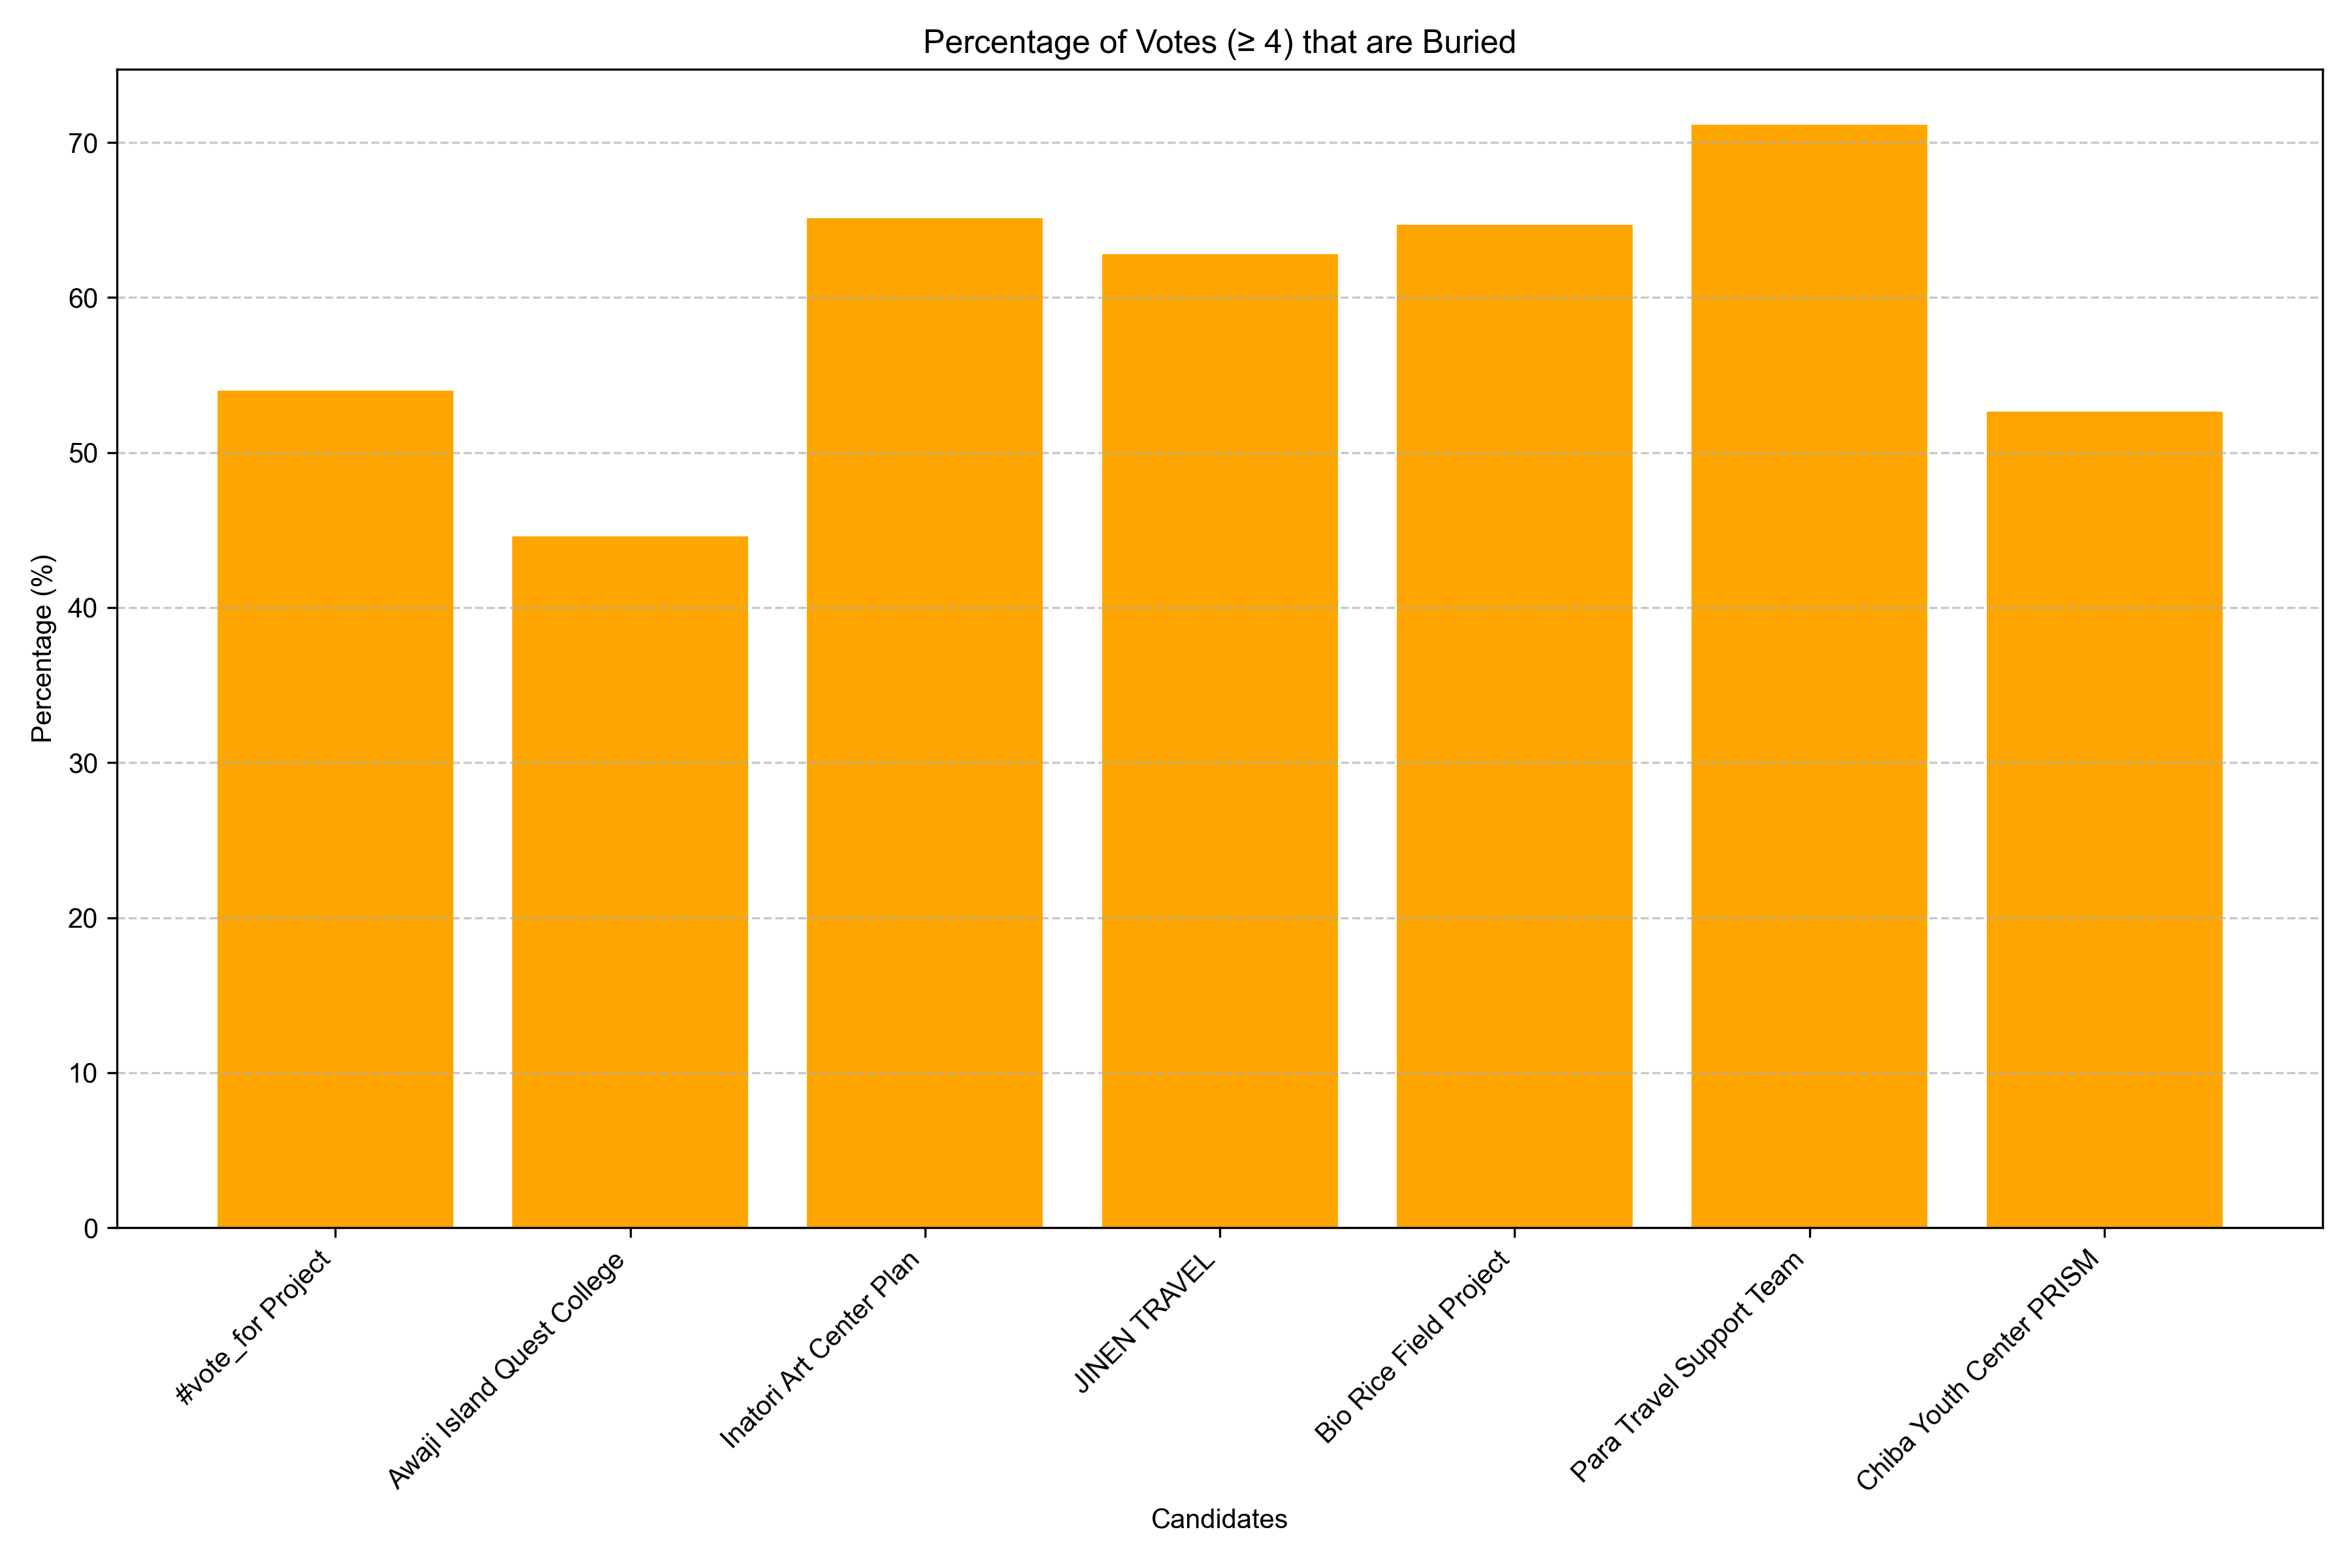 Percentage of Votes (≥ 4) that are Buried
Percentage (%)
70
60
50
40
30
20
10
0
#vote_for Project
Awaji Island Quest College
Inatori Art Center Plan
JINEN TRAVEL
Bio Rice Field Project
Para Travel Support Team
Chiba Youth Center PRISM
Candidates